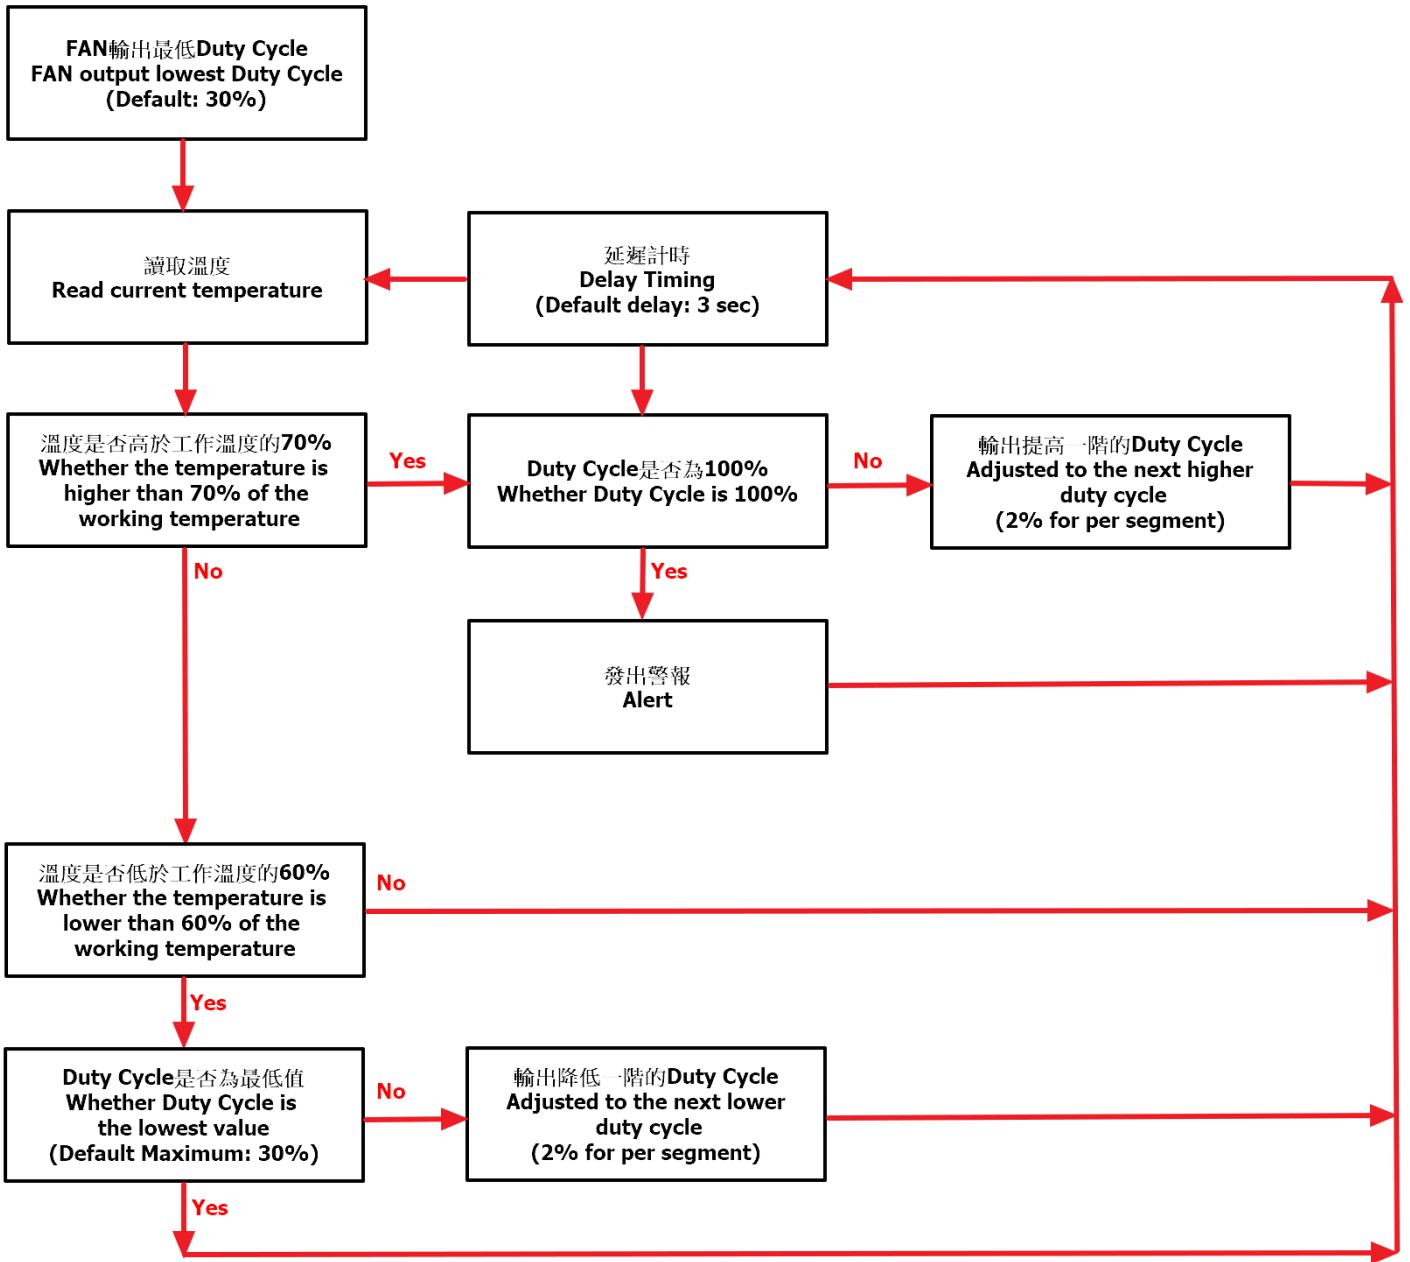 FAN輸出最低Duty Cycle
FAN output lowest Duty Cycle
(Default: 30%)
讀取溫度
Read current temperature
延遲計時
Delay Timing
(Default delay: 3 sec)
溫度是否高於工作溫度的70%
Whether the temperature is
higher than 70% of the
working temperature
Yes
Duty Cycle是否為100%
Whether Duty Cycle is 100%
No
輸出提高一階的Duty Cycle
Adjusted to the next higher
duty cycle
(2% for per segment)
No
Yes
發出警報
Alert
溫度是否低於工作溫度的60%
Whether the temperature is
lower than 60% of the
working temperature
No
Yes
Duty Cycle是否為最低值
Whether Duty Cycle is
the lowest value
(Default Maximum: 30%)
No
輸出降低一階的Duty Cycle
Adjusted to the next lower
duty cycle
(2% for per segment)
Yes